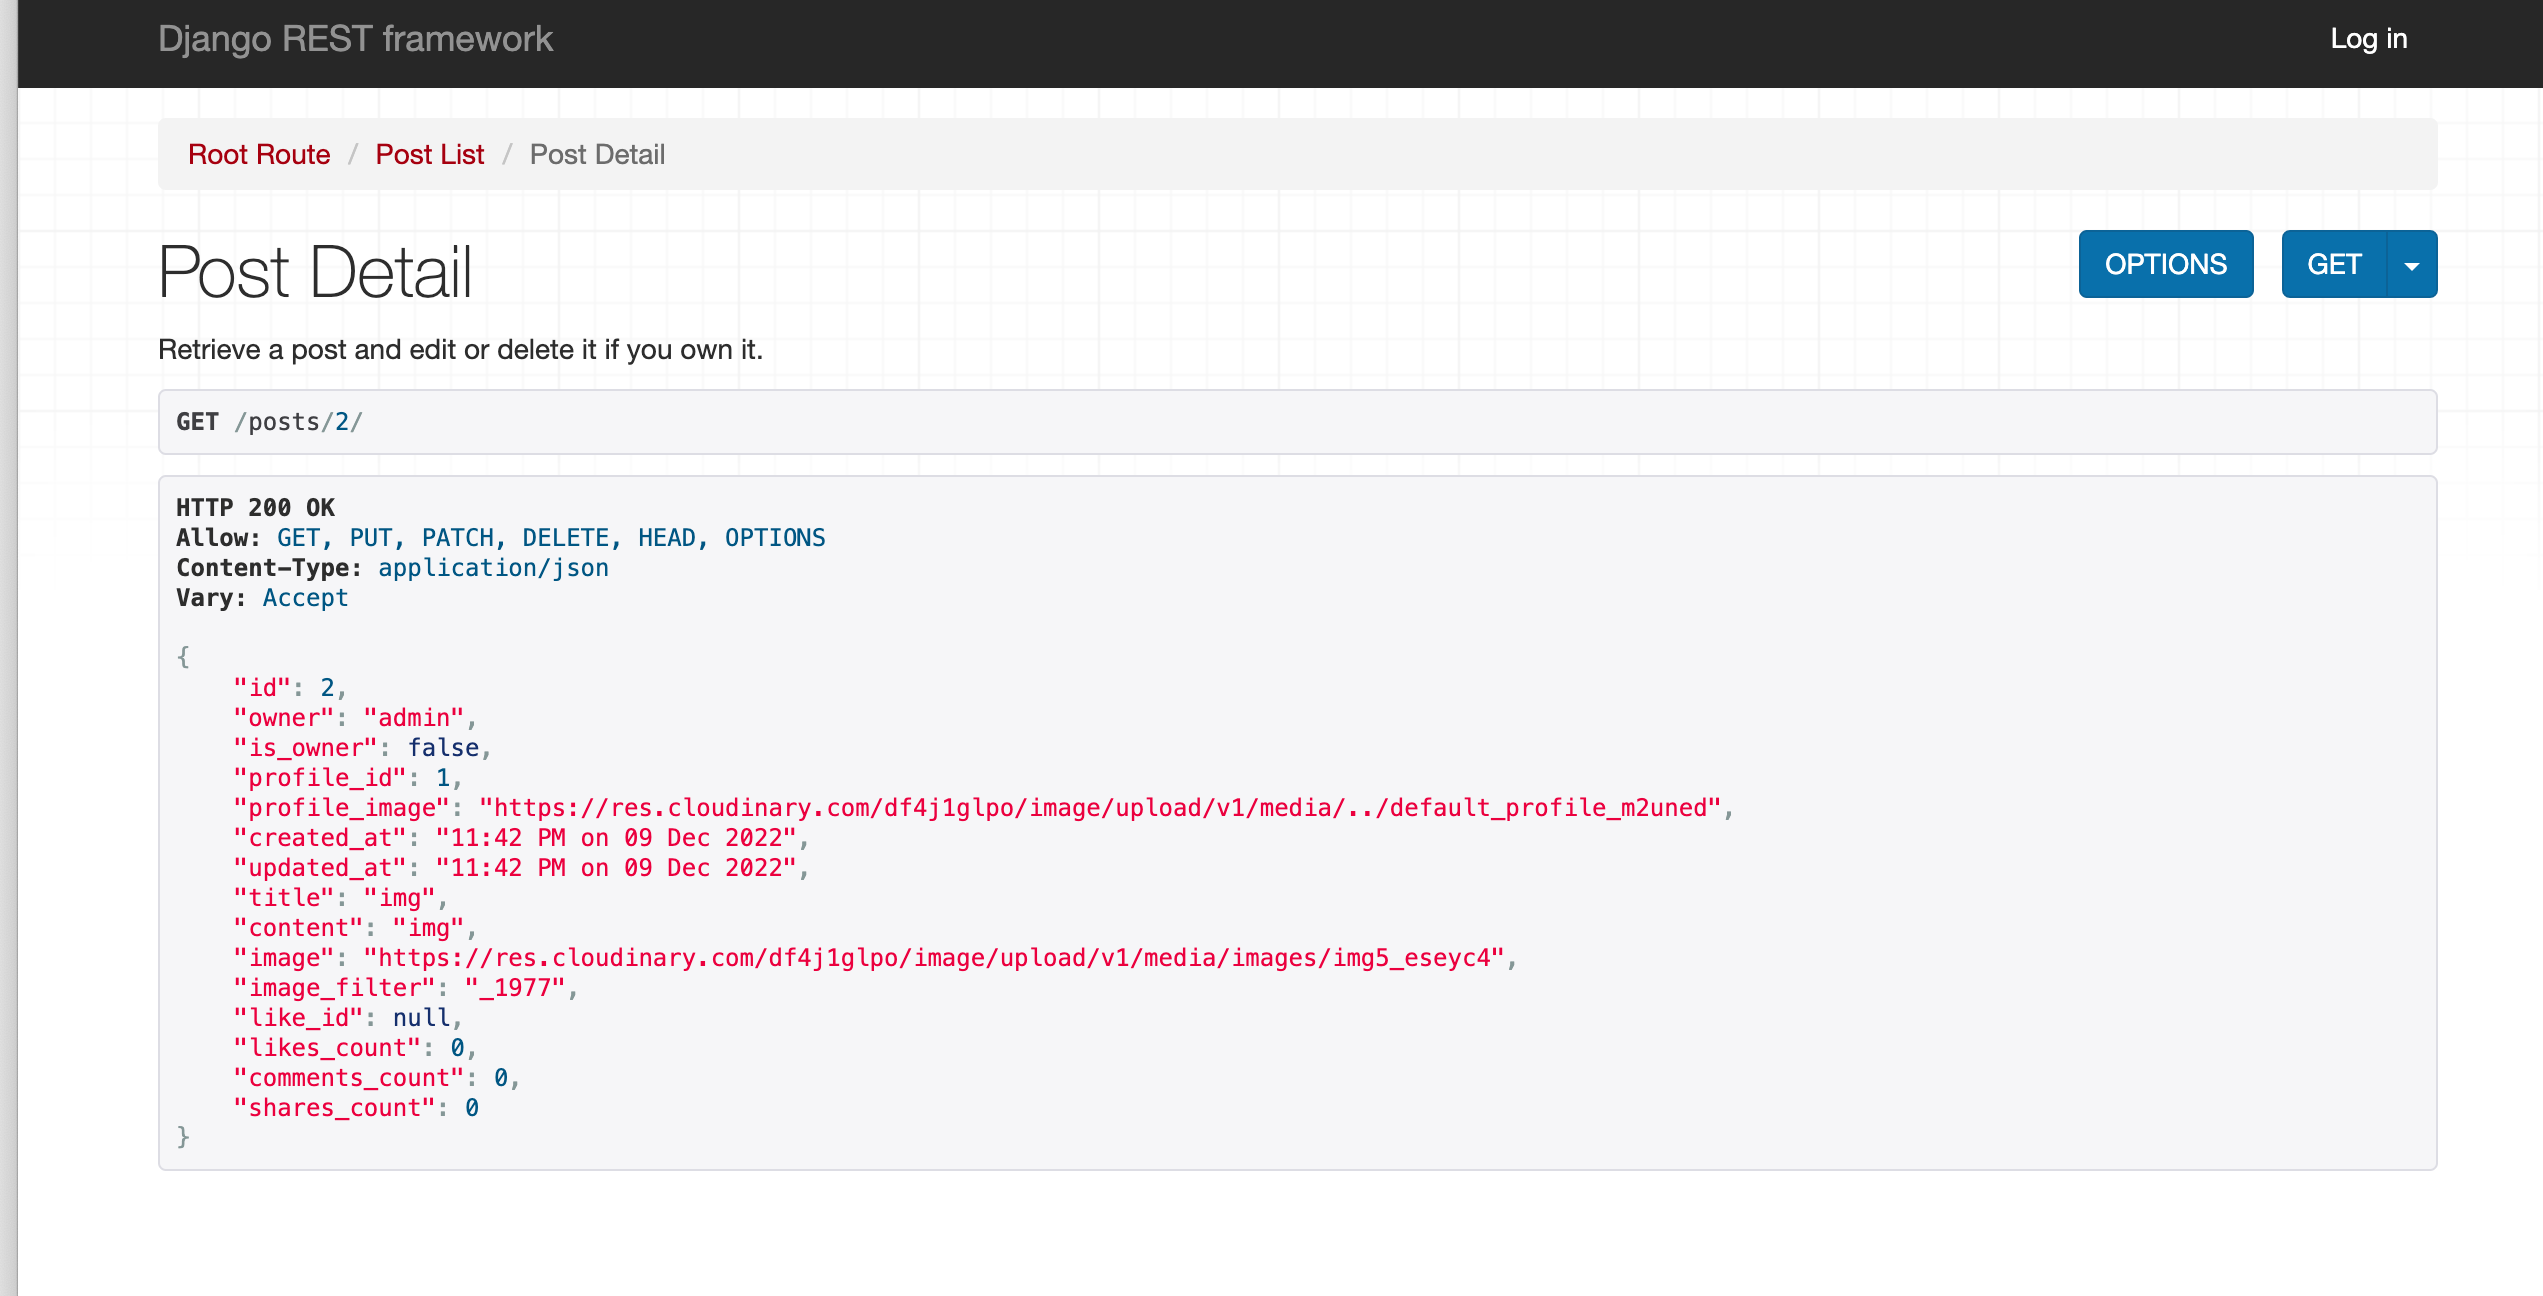 Django REST framework
Log in
Root Route / Post List / Post Detail
Post Detail
OPTIONS
GET
Retrieve a post and edit or delete it if you own it.
GET /posts/2/
HTTP 200 OK
Allow: GET, PUT, PATCH, DELETE, HEAD, OPTIONS
Content-Type: application/json
Vary: Accept
{
    "id": 2,
    "owner": "admin",
    "is_owner": false,
    "profile_id": 1,
    "profile_image": "https://res.cloudinary.com/df4j1glpo/image/upload/v1/media/../default_profile_m2uned",
    "created_at": "11:42 PM on 09 Dec 2022",
    "updated_at": "11:42 PM on 09 Dec 2022",
    "title": "img",
    "content": "img",
    "image": "https://res.cloudinary.com/df4j1glpo/image/upload/v1/media/images/img5_eseyc4",
    "image_filter": "_1977",
    "like_id": null,
    "likes_count": 0,
    "comments_count": 0,
    "shares_count": 0
}